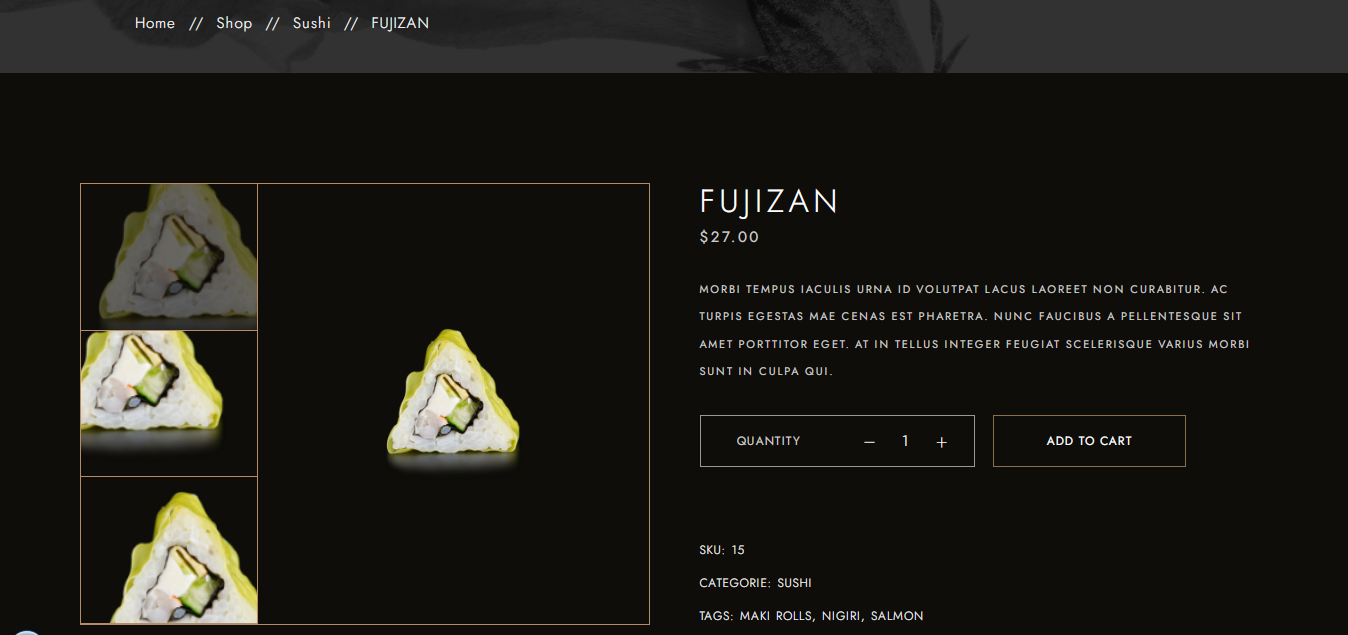 Home // Shop // Sushi // FUJIZAN
FUJIZAN
$27.00
MORBI TEMPUS IACULIS URNA ID VOLUTPAT LACUS LAOREET NON CURABITUR. AC
TURPIS EGESTAS MAE CENAS EST PHARETRA. NUNC FAUCIBUS A PELLENTESQUE SIT
AMET PORTTITOR EGET. AT IN TELLUS INTEGER FEUGIAT SCELERISQUE VARIUS MORBI
SUNT IN CULPA QUI.
QUANTITY — 1 + ADD TO CART
SKU: 15
CATEGORIE: SUSHI
TAGS: MAKI ROLLS, NIGIRI, SALMON